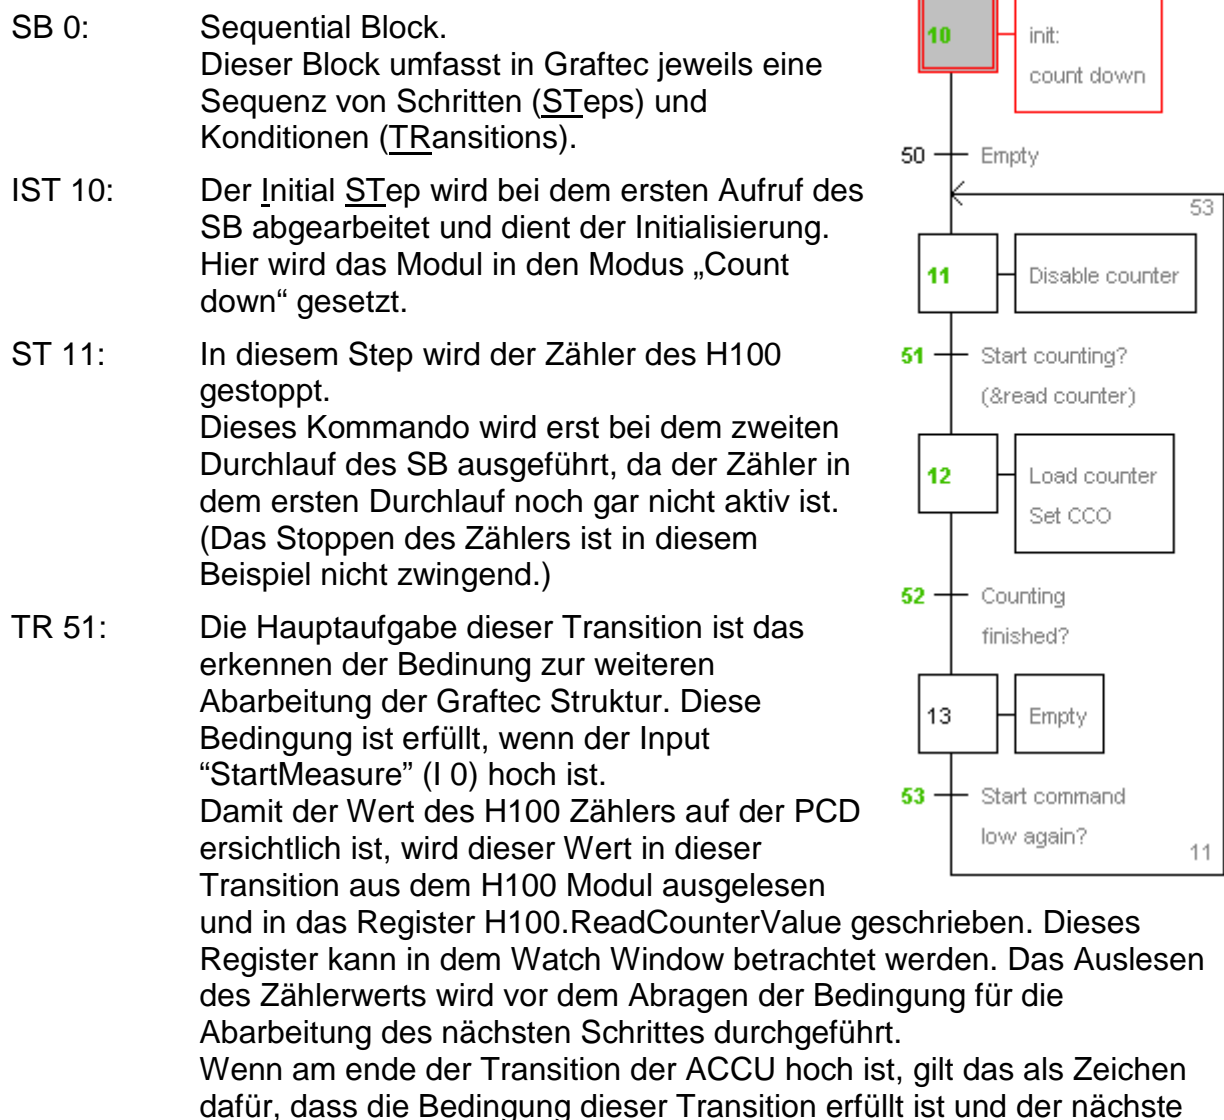 SB 0: Sequential Block.
Dieser Block umfasst in Graftec jeweils eine
Sequenz von Schritten (STeps) und
Konditionen (TRansitions).
IST 10: Der Initial STep wird bei dem ersten Aufruf des
SB abgearbeitet und dient der Initialisierung.
Hier wird das Modul in den Modus „Count
down“ gesetzt.
ST 11: In diesem Step wird der Zähler des H100
gestoppt.
Dieses Kommando wird erst bei dem zweiten
Durchlauf des SB ausgeführt, da der Zähler in
dem ersten Durchlauf noch gar nicht aktiv ist.
(Das Stoppen des Zählers ist in diesem
Beispiel nicht zwingend.)
TR 51: Die Hauptaufgabe dieser Transition ist das
erkennen der Bedinung zur weiteren
Abarbeitung der Graftec Struktur. Diese
Bedingung ist erfüllt, wenn der Input
“StartMeasure” (I 0) hoch ist.
Damit der Wert des H100 Zählers auf der PCD
ersichtlich ist, wird dieser Wert in dieser
Transition aus dem H100 Modul ausgelesen
und in das Register H100.ReadCounterValue geschrieben. Dieses
Register kann in dem Watch Window betrachtet werden. Das Auslesen
des Zählerwerts wird vor dem Abragen der Bedingung für die
Abarbeitung des nächsten Schrittes durchgeführt.
Wenn am ende der Transition der ACCU hoch ist, gilt das als Zeichen
dafür, dass die Bedingung dieser Transition erfüllt ist und der nächste
10 init:
count down
50 Empty
53
11 Disable counter
51 Start counting?
(&read counter)
12 Load counter
Set CCO
52 Counting
finished?
13 Empty
53 Start command
low again?
11